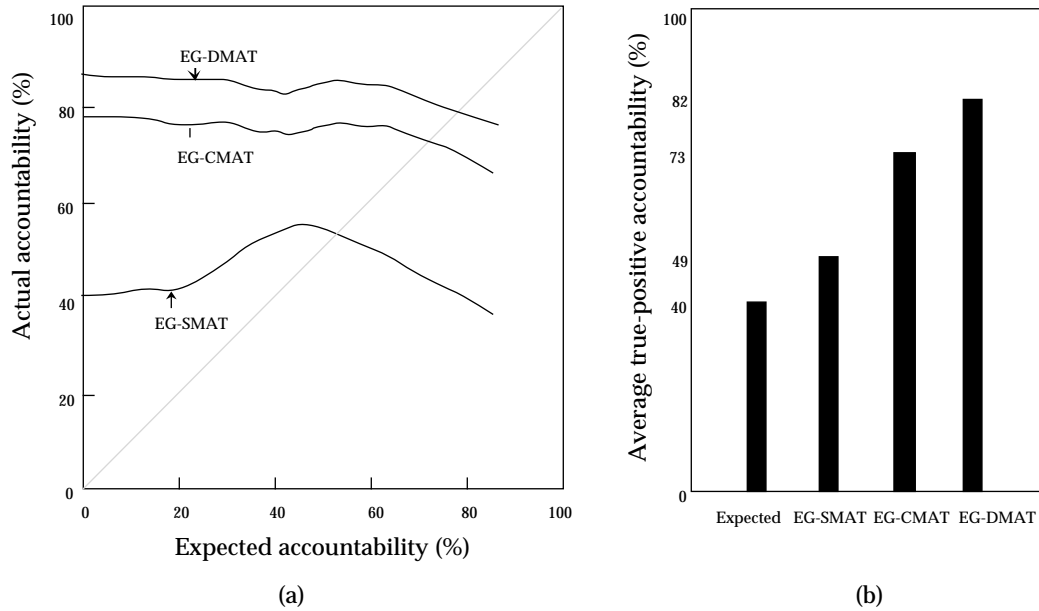 100
80
60
40
20
0
Actual accountability (%)
EG-DMAT
EG-CMAT
EG-SMAT
0 20 40 60 80 100
Expected accountability (%)
(a)
100
82
73
49
40
0
Average true-positive accountability (%)
Expected EG-SMAT EG-CMAT EG-DMAT
(b)